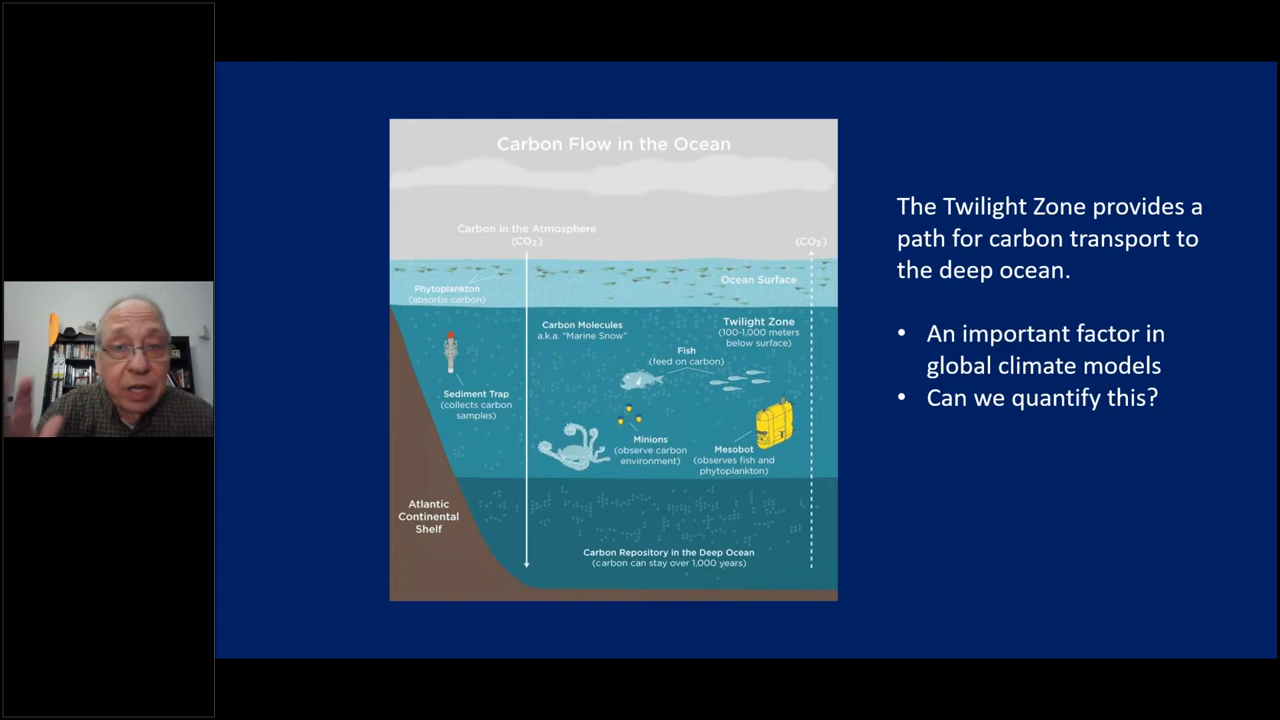 Carbon Flow in the Ocean
Carbon in the Atmosphere
(CO₂)
(CO₂)
Phytoplankton
(absorbs carbon)
Ocean Surface
Carbon Molecules
a.k.a. “Marine Snow”
Twilight Zone
(100-1,000 meters
below surface)
Fish
(feed on carbon)
Sediment Trap
(collects carbon
samples)
Minions
(observe carbon
environment)
Mesobot
(observes fish and
phytoplankton)
Atlantic
Continental
Shelf
Carbon Repository in the Deep Ocean
(carbon can stay over 1,000 years)
The Twilight Zone provides a
path for carbon transport to
the deep ocean.
• An important factor in
global climate models
• Can we quantify this?